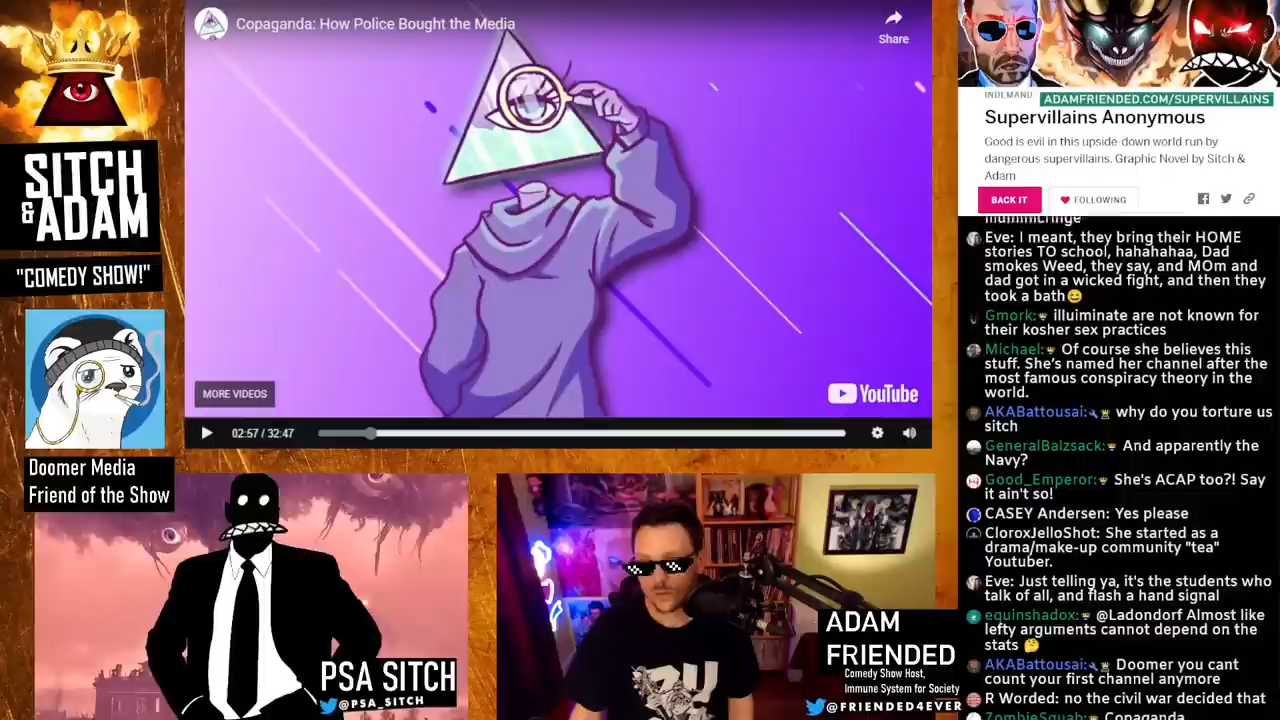 Copaganda: How Police Bought the Media
Share
MORE VIDEOS
YouTube
02:57 / 32:47
SITCH
& ADAM
"COMEDY SHOW!"
Doomer Media
Friend of the Show
PSA SITCH
@PSA_SITCH
ADAM
FRIENDED
Comedy Show Host,
Immune System for Society
@FRIENDED4EVER
INDEMAND
ADAMFRIENDED.COM/SUPERVILLAINS
Supervillains Anonymous
Good is evil in this upside-down world run by
dangerous supervillains. Graphic Novel by Sitch &
Adam
BACK IT
FOLLOWING
Eve: I meant, they bring their HOME
stories TO school, hahahahaa, Dad
smokes Weed, they say, and MOm and
dad got in a wicked fight, and then they
took a bath😆
Gmork: illuiminate are not known for
their kosher sex practices
Michael: Of course she believes this
stuff. She's named her channel after the
most famous conspiracy theory in the
world.
AKABattousai: why do you torture us
sitch
GeneralBalzsack: And apparently the
Navy?
Good_Emperor: She's ACAP too?! Say
it ain't so!
CASEY Andersen: Yes please
CloroxJelloShot: She started as a
drama/make-up community "tea"
Youtuber.
Eve: Just telling ya, it's the students who
talk of all, and flash a hand signal
equinshadox: @Ladondorf Almost like
lefty arguments cannot depend on the
stats 🤔
AKABattousai: Doomer you cant
count your first channel anymore
R Worded: no the civil war decided that
ZombieSquab: Copaganda